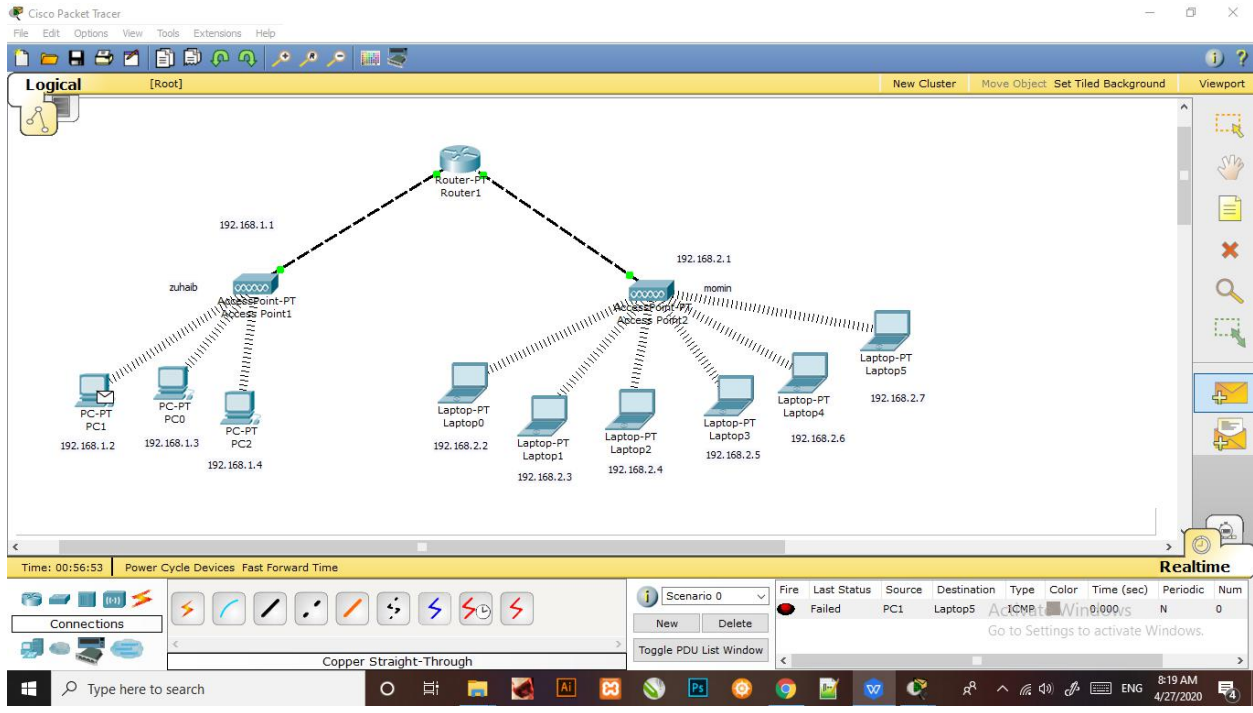 Cisco Packet Tracer
File Edit Options View Tools Extensions Help
Logical [Root] New Cluster Move Object Set Tiled Background Viewport
Router-PT
Router1
192.168.1.1
192.168.2.1
zuhaib
momin
AccessPoint-PT
Access Point1
AccessPoint-PT
Access Point2
Laptop-PT
Laptop5
192.168.2.7
PC-PT
PC1
192.168.1.2
PC-PT
PC0
192.168.1.3
PC-PT
PC2
192.168.1.4
Laptop-PT
Laptop0
192.168.2.2
Laptop-PT
Laptop1
192.168.2.3
Laptop-PT
Laptop2
192.168.2.4
Laptop-PT
Laptop3
192.168.2.5
Laptop-PT
Laptop4
192.168.2.6
Time: 00:56:53 Power Cycle Devices Fast Forward Time Realtime
Connections
Copper Straight-Through
Scenario 0
New Delete
Toggle PDU List Window
Fire Last Status Source Destination Type Color Time (sec) Periodic Num
Failed PC1 Laptop5 ICMP 0.000 N 0
Activate Windows
Go to Settings to activate Windows.
Type here to search
Ai
Ps
ENG
8:19 AM
4/27/2020
4